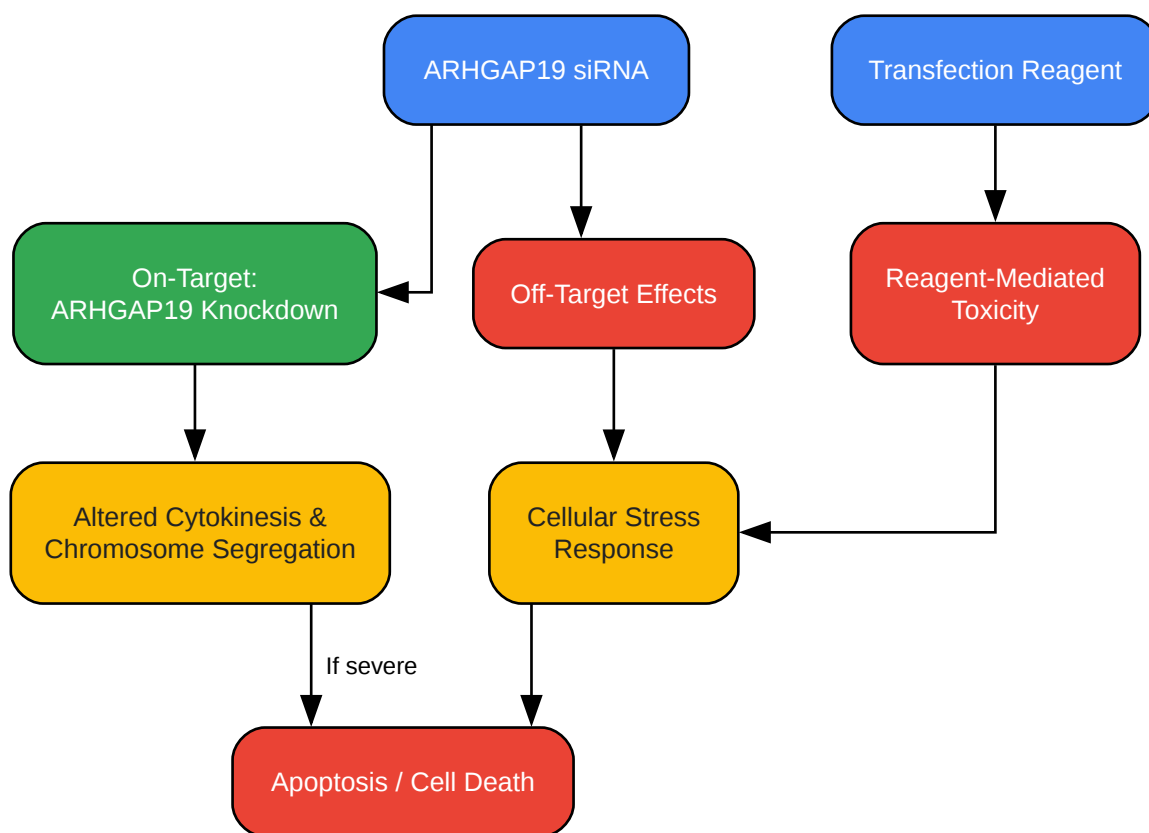 ARHGAP19 siRNA
Transfection Reagent
On-Target:
ARHGAP19 Knockdown
Off-Target Effects
Reagent-Mediated
Toxicity
Altered Cytokinesis &
Chromosome Segregation
Cellular Stress
Response
If severe
Apoptosis / Cell Death